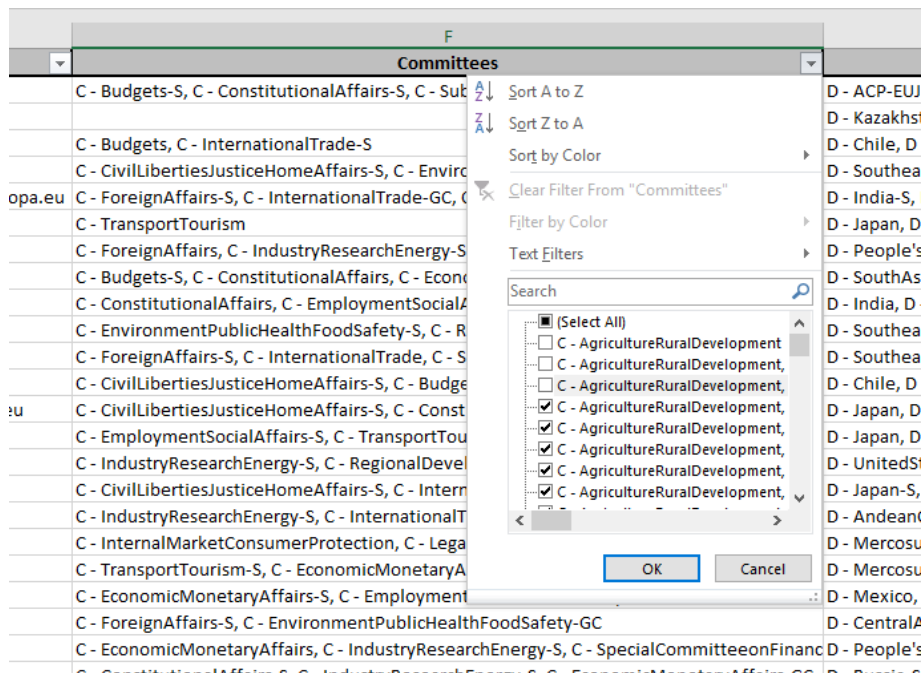 F
Committees
C - Budgets-S, C - ConstitutionalAffairs-S, C - Sub
D - ACP-EUJ
D - Kazakhst
C - Budgets, C - InternationalTrade-S
D - Chile, D
C - CivilLibertiesJusticeHomeAffairs-S, C - Enviro
D - Southea
opa.eu
C - ForeignAffairs-S, C - InternationalTrade-GC, C
D - India-S,
C - TransportTourism
D - Japan, D
C - ForeignAffairs, C - IndustryResearchEnergy-S
D - People's
C - Budgets-S, C - ConstitutionalAffairs, C - Econo
D - SouthAs
C - ConstitutionalAffairs, C - EmploymentSocialA
D - India, D -
C - EnvironmentPublicHealthFoodSafety-S, C - R
D - Southea
C - ForeignAffairs-S, C - InternationalTrade, C - S
D - Southea
C - CivilLibertiesJusticeHomeAffairs-S, C - Budge
D - Chile, D
eu
C - CivilLibertiesJusticeHomeAffairs-S, C - Const
D - Japan, D
C - EmploymentSocialAffairs-S, C - TransportTou
D - Japan, D
C - IndustryResearchEnergy-S, C - RegionalDevel
D - UnitedSt
C - CivilLibertiesJusticeHomeAffairs-S, C - Intern
D - Japan-S,
C - IndustryResearchEnergy-S, C - InternationalT
D - Andean
C - InternalMarketConsumerProtection, C - Lega
D - Mercosu
C - TransportTourism-S, C - EconomicMonetaryA
D - Mercosu
C - EconomicMonetaryAffairs-S, C - Employment
D - Mexico,
C - ForeignAffairs-S, C - EnvironmentPublicHealthFoodSafety-GC
D - CentralA
C - EconomicMonetaryAffairs, C - IndustryResearchEnergy-S, C - SpecialCommitteeonFinanc
D - People's
Sort A to Z
Sort Z to A
Sort by Color
Clear Filter From "Committees"
Filter by Color
Text Filters
Search
(Select All)
C - AgricultureRuralDevelopment
C - AgricultureRuralDevelopment,
C - AgricultureRuralDevelopment,
C - AgricultureRuralDevelopment,
C - AgricultureRuralDevelopment,
C - AgricultureRuralDevelopment,
C - AgricultureRuralDevelopment,
C - AgricultureRuralDevelopment,
OK
Cancel